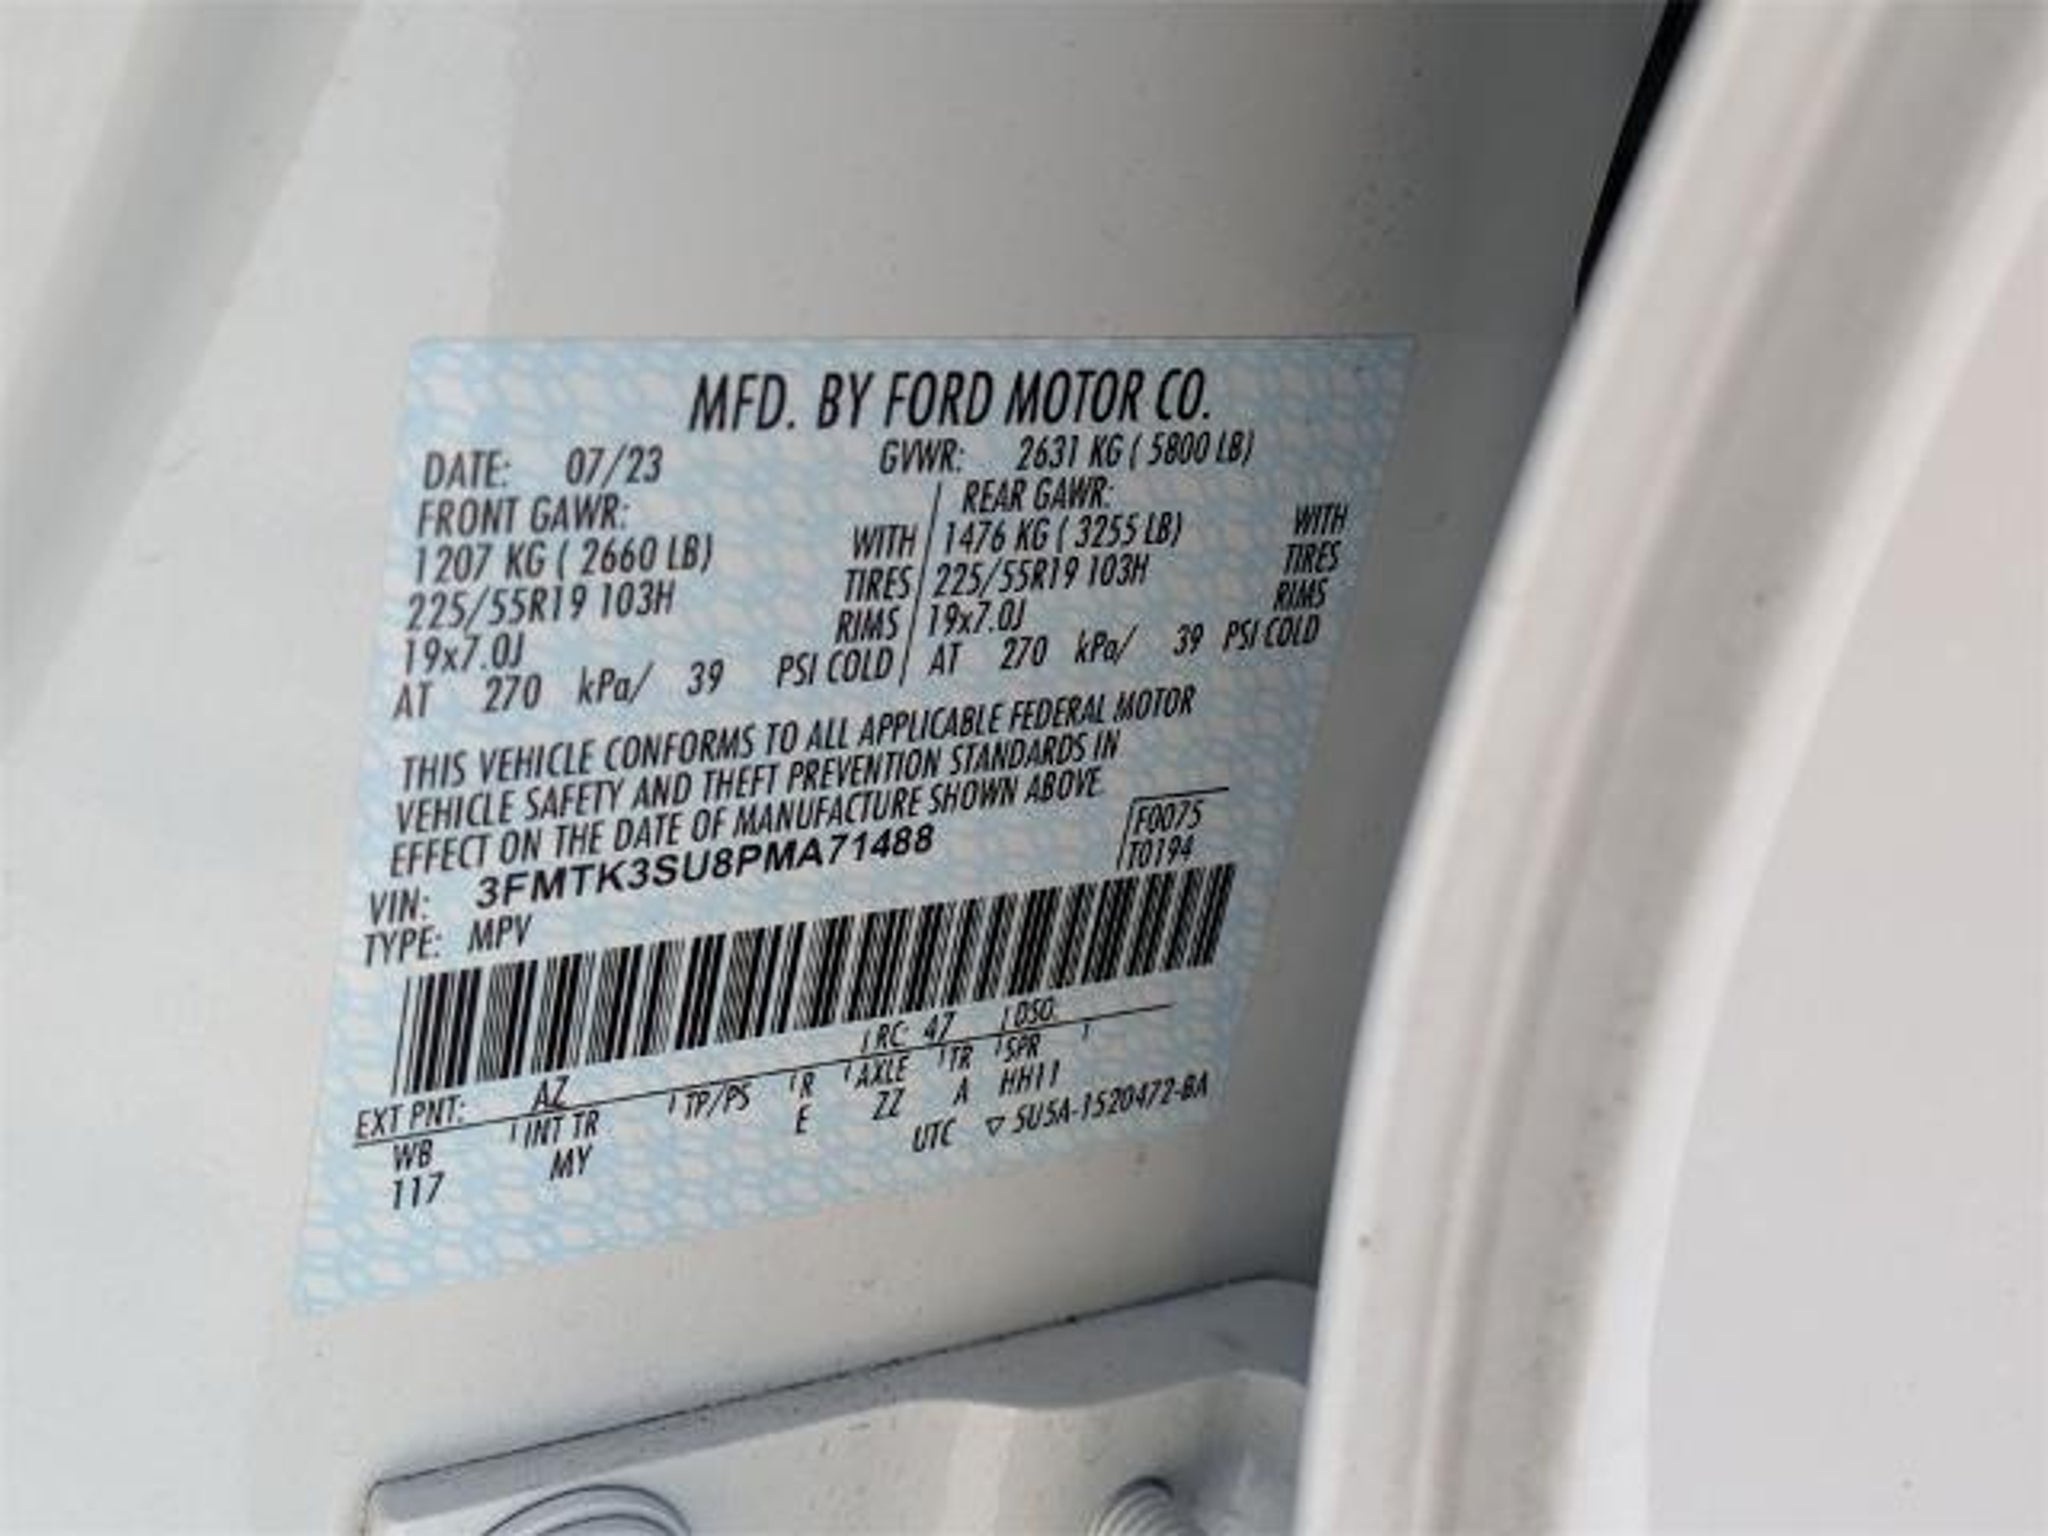 MFD. BY FORD MOTOR CO.
DATE: 07/23 GVWR: 2631 KG ( 5800 LB)
FRONT GAWR: REAR GAWR:
1207 KG ( 2660 LB) WITH 1476 KG ( 3255 LB) WITH
225/55R19 103H TIRES 225/55R19 103H TIRES
19x7.0J RIMS 19x7.0J RIMS
AT 270 kPa/ 39 PSI COLD AT 270 kPa/ 39 PSI COLD
THIS VEHICLE CONFORMS TO ALL APPLICABLE FEDERAL MOTOR
VEHICLE SAFETY AND THEFT PREVENTION STANDARDS IN
EFFECT ON THE DATE OF MANUFACTURE SHOWN ABOVE.
F0075
VIN: 3FMTK3SU8PMA71488 T0194
TYPE: MPV
EXT PNT: AZ RC: 47 DSO:
WB INT TR TP/PS R AXLE TR SPR
117 MY E ZZ A HH11
UTC ▽ 5U5A-1520472-BA